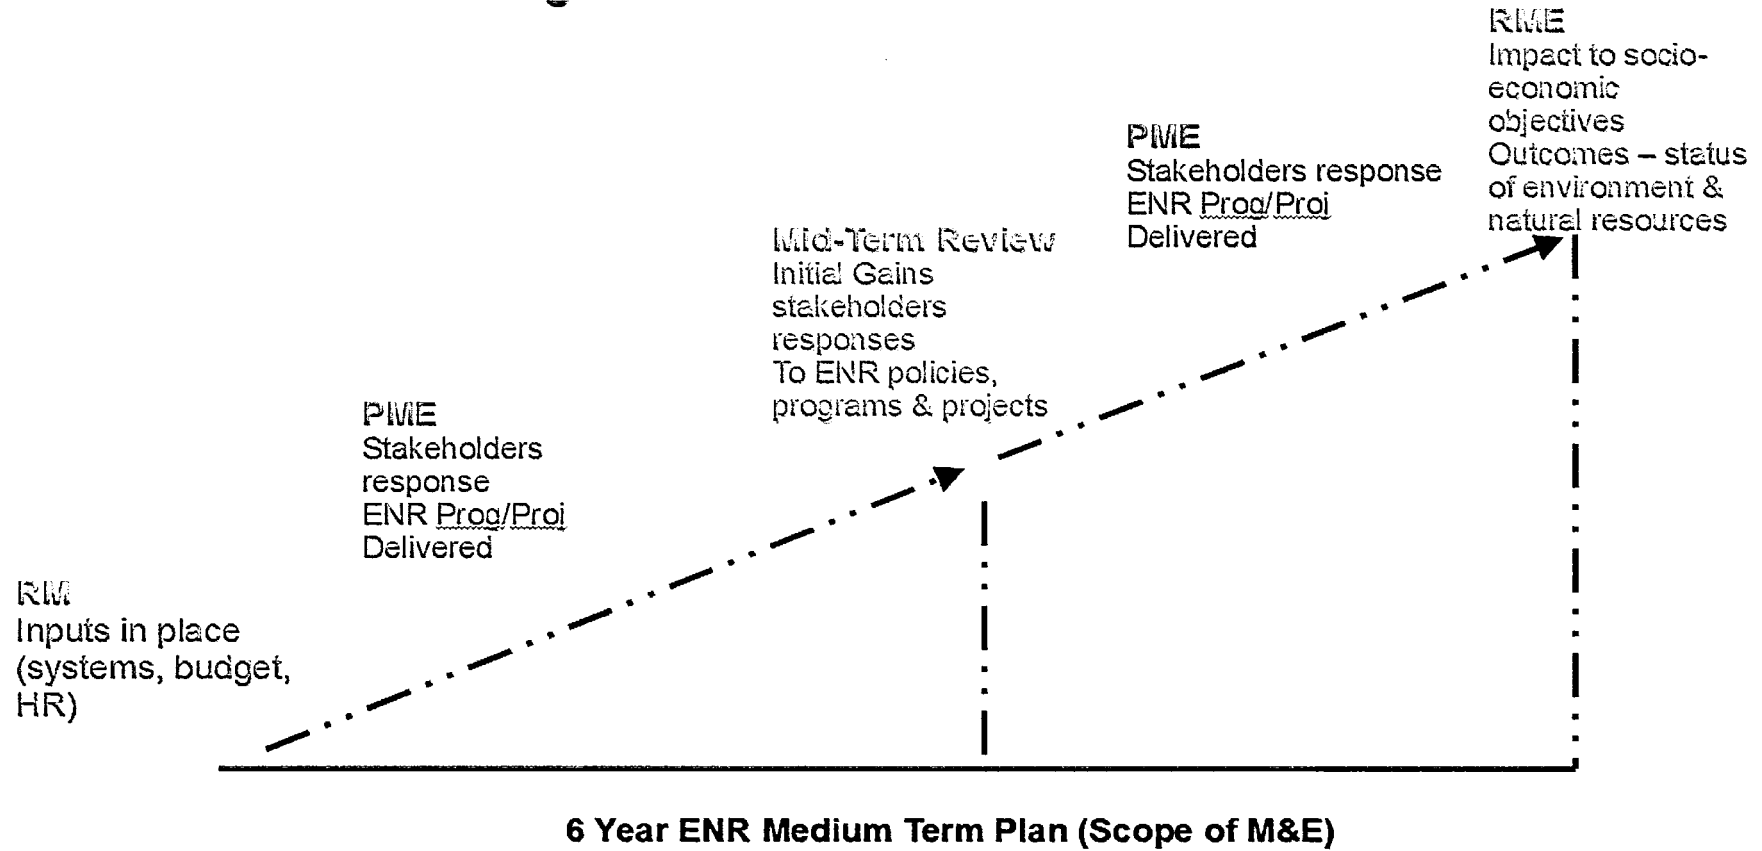 RME
Impact to socio-
economic
objectives
Outcomes – status
of environment &
natural resources
PME
Stakeholders response
ENR Prog/Proj
Delivered
Mid-Term Review
Initial Gains
stakeholders
responses
To ENR policies,
programs & projects
PME
Stakeholders
response
ENR Prog/Proj
Delivered
RM
Inputs in place
(systems, budget,
HR)
6 Year ENR Medium Term Plan (Scope of M&E)